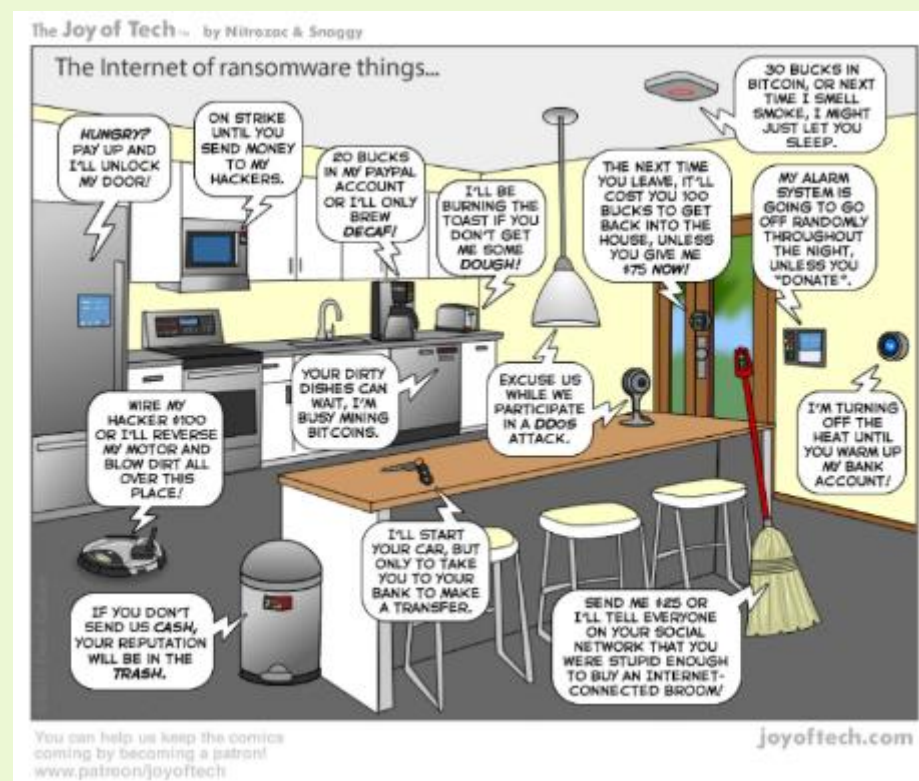 The Joy of Tech™ by Nitrozac & Snaggy
The Internet of ransomware things...
HUNGRY?
PAY UP AND
I'LL UNLOCK
MY DOOR!
ON STRIKE
UNTIL YOU
SEND MONEY
TO MY
HACKERS.
20 BUCKS
IN MY PAYPAL
ACCOUNT
OR I'LL ONLY
BREW
DECAF!
I'LL BE
BURNING THE
TOAST IF YOU
DON'T GET
ME SOME
DOUGH!
THE NEXT TIME
YOU LEAVE, IT'LL
COST YOU 100
BUCKS TO GET
BACK INTO THE
HOUSE, UNLESS
YOU GIVE ME
$75 NOW!
30 BUCKS IN
BITCOIN, OR NEXT
TIME I SMELL
SMOKE, I MIGHT
JUST LET YOU
SLEEP.
MY ALARM
SYSTEM IS
GOING TO GO
OFF RANDOMLY
THROUGHOUT
THE NIGHT,
UNLESS YOU
"DONATE".
WIRE MY
HACKER $100
OR I'LL REVERSE
MY MOTOR AND
BLOW DIRT ALL
OVER THIS
PLACE!
YOUR DIRTY
DISHES CAN
WAIT, I'M
BUSY MINING
BITCOINS.
EXCUSE US
WHILE WE
PARTICIPATE
IN A DDOS
ATTACK.
I'M TURNING
OFF THE
HEAT UNTIL
YOU WARM UP
MY BANK
ACCOUNT!
IF YOU DON'T
SEND US CASH,
YOUR REPUTATION
WILL BE IN THE
TRASH.
I'LL START
YOUR CAR, BUT
ONLY TO TAKE
YOU TO YOUR
BANK TO MAKE
A TRANSFER.
SEND ME $25 OR
I'LL TELL EVERYONE
ON YOUR SOCIAL
NETWORK THAT YOU
WERE STUPID ENOUGH
TO BUY AN INTERNET-
CONNECTED BROOM!
You can help us keep the comics
coming by becoming a patron!
www.patreon/joyoftech
joyoftech.com